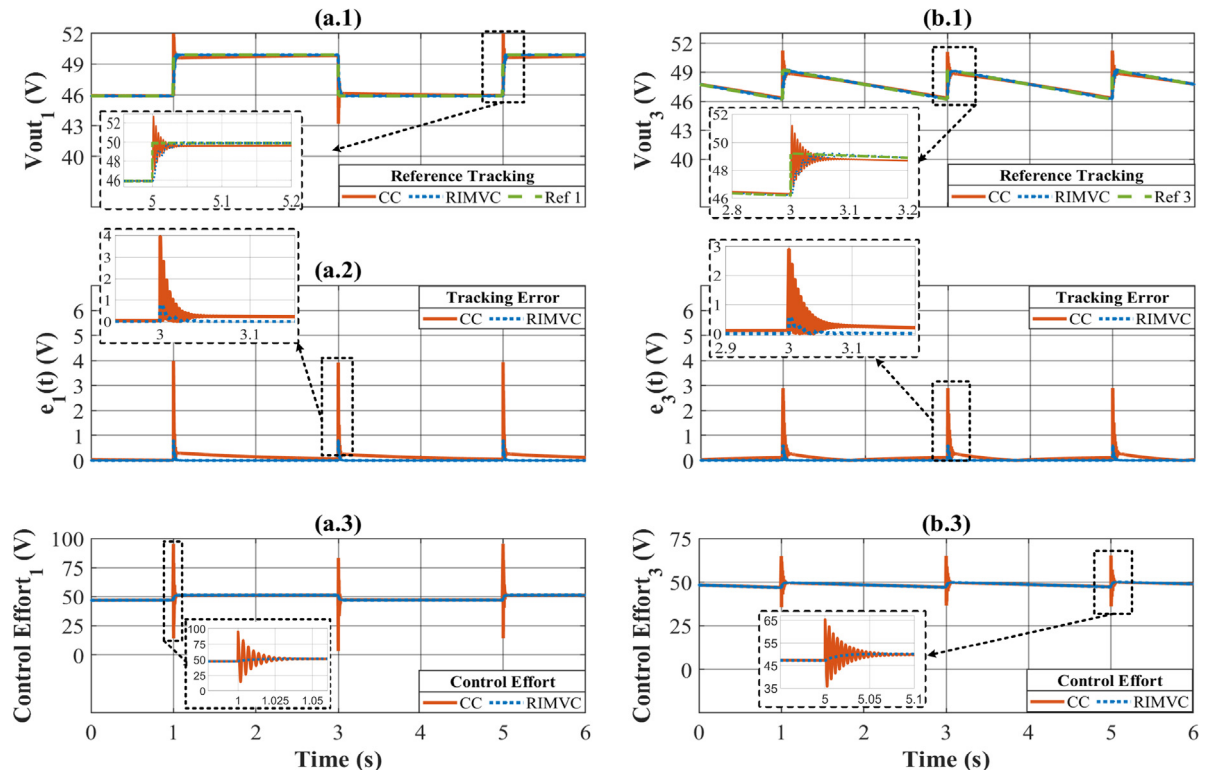 (a.1)
Vout1 (V)
52
49
46
43
40
52
50
48
46
5
5.1
5.2
Reference Tracking
CC
RIMVC
Ref 1
(a.2)
e1(t) (V)
6
5
4
3
2
1
0
4
3
2
1
0
3
3.1
Tracking Error
CC
RIMVC
(a.3)
Control Effort1 (V)
100
75
50
25
0
100
75
50
25
0
1
1.025
1.05
Control Effort
CC
RIMVC
0
1
2
3
4
5
6
Time (s)
(b.1)
Vout3 (V)
52
49
46
43
40
52
50
48
46
2.8
3
3.2
Reference Tracking
CC
RIMVC
Ref 3
e3(t) (V)
6
5
4
3
2
1
0
3
2
1
0
2.9
3
3.1
Tracking Error
CC
RIMVC
(b.3)
Control Effort3 (V)
75
50
25
0
65
55
45
35
5
5.05
5.1
Control Effort
CC
RIMVC
0
1
2
3
4
5
6
Time (s)